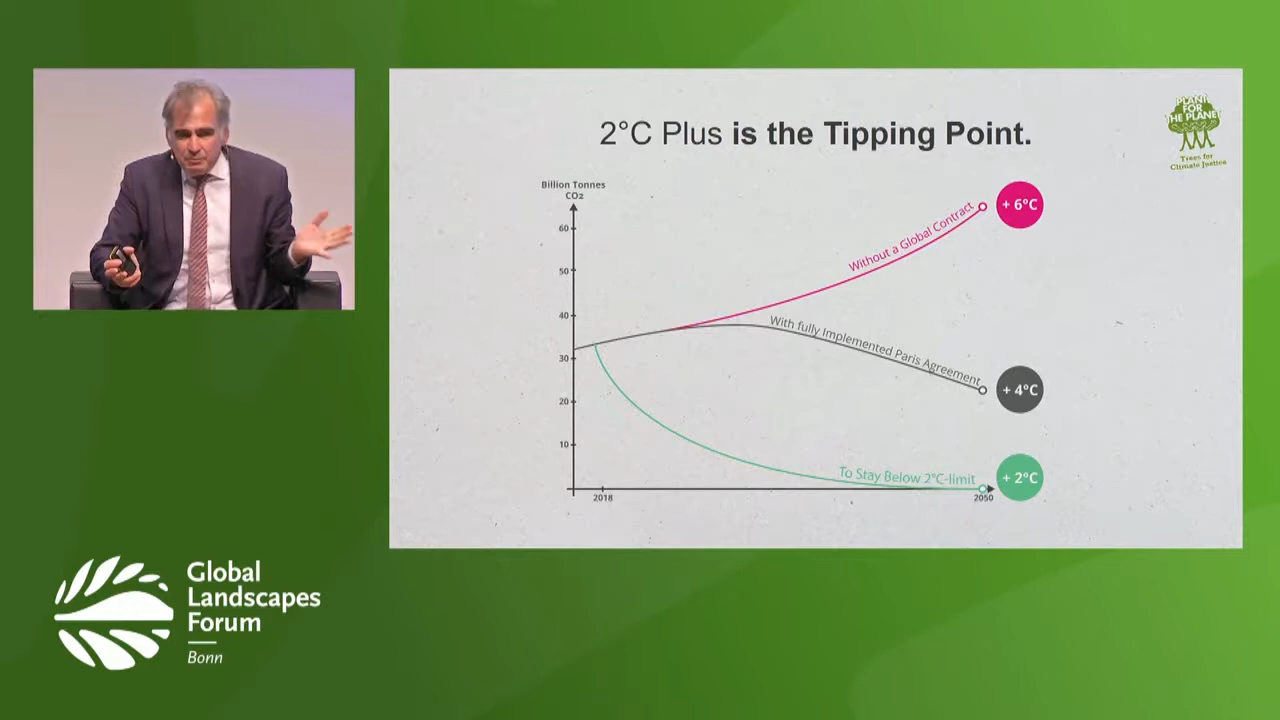 2°C Plus is the Tipping Point.
PLANT
FOR
THE PLANET
Trees for
Climate Justice
Billion Tonnes
CO2
60
50
40
30
20
10
2018
2050
Without a Global Contract
+ 6°C
With fully Implemented Paris Agreement
+ 4°C
To Stay Below 2°C-limit
+ 2°C
Global
Landscapes
Forum
Bonn